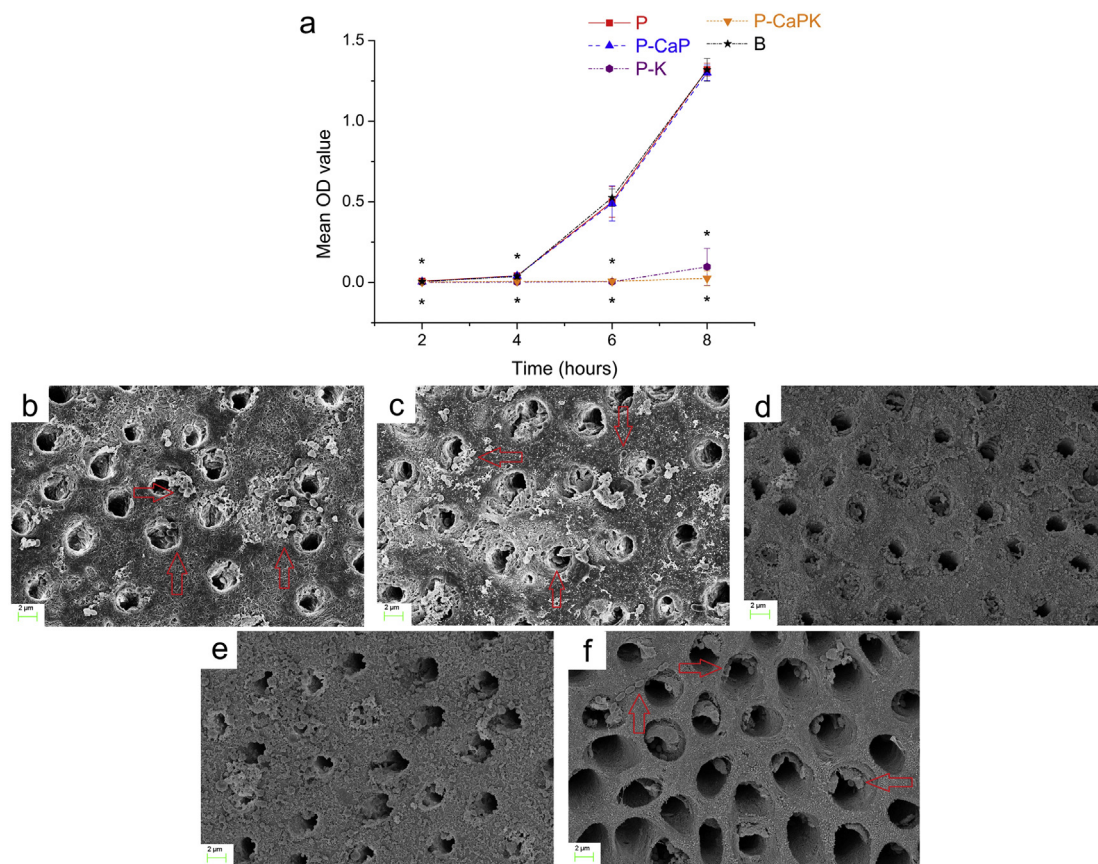 a
P
P-CaP
P-K
P-CaPK
B
1.5
1.0
0.5
0.0
Mean OD value
* * * *
* * * *
2 4 6 8
Time (hours)
b
2 µm
c
2 µm
d
2 µm
e
2 µm
f
2 µm